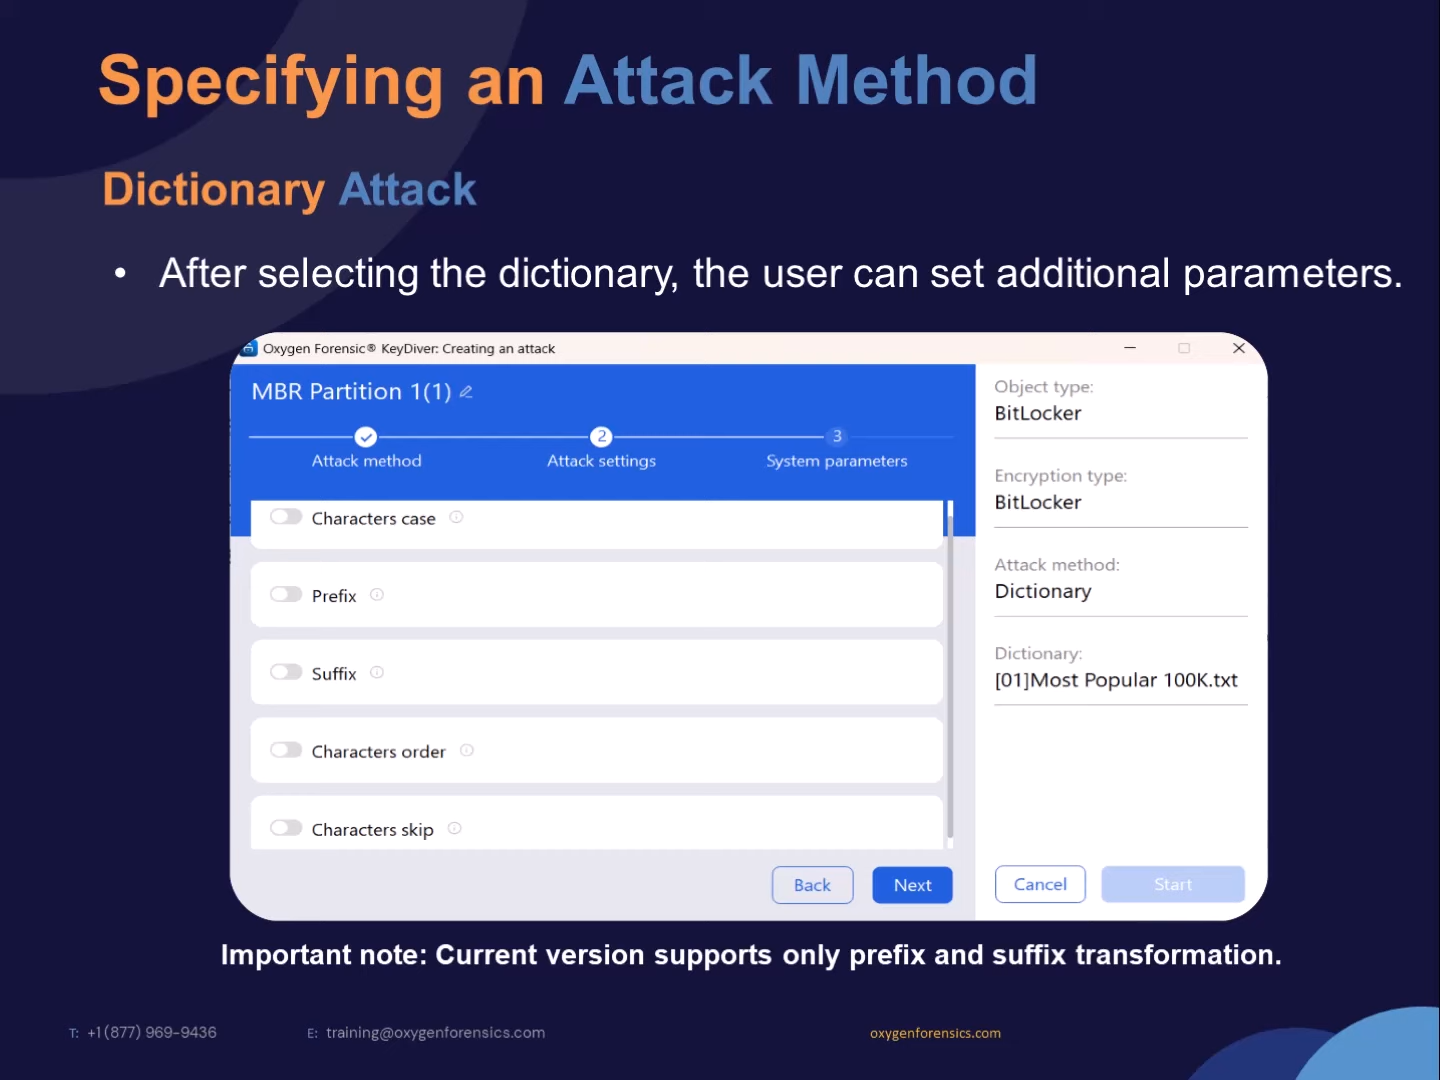 Specifying an Attack Method
Dictionary Attack
• After selecting the dictionary, the user can set additional parameters.
Oxygen Forensic® KeyDiver: Creating an attack
MBR Partition 1(1)
2
3
Attack method
Attack settings
System parameters
Characters case
Prefix
Suffix
Characters order
Characters skip
Back
Next
Object type:
BitLocker
Encryption type:
BitLocker
Attack method:
Dictionary
Dictionary:
[01]Most Popular 100K.txt
Cancel
Start
Important note: Current version supports only prefix and suffix transformation.
T: +1 (877) 969-9436
E: training@oxygenforensics.com
oxygenforensics.com